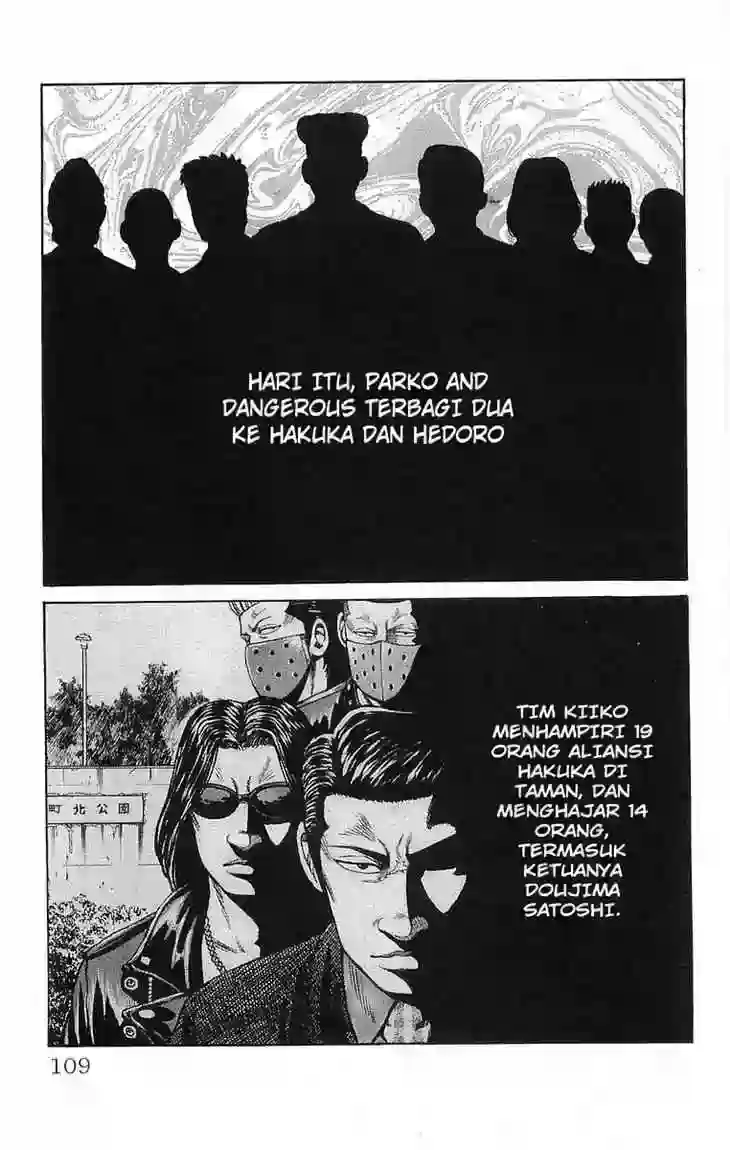 HARI ITU, PARKO AND
DANGEROUS TERBAGI DUA
KE HAKUKA DAN HEDORO
町北公園
TIM KIIKO
MENHAMPIRI 19
ORANG ALIANSI
HAKUKA DI
TAMAN, DAN
MENGHAJAR 14
ORANG,
TERMASUK
KETUANYA
DOUJIMA
SATOSHI.
109